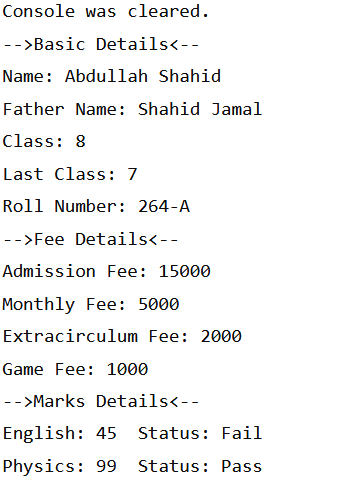 Console was cleared.
-->Basic Details<--
Name: Abdullah Shahid
Father Name: Shahid Jamal
Class: 8
Last Class: 7
Roll Number: 264-A
-->Fee Details<--
Admission Fee: 15000
Monthly Fee: 5000
Extracirculum Fee: 2000
Game Fee: 1000
-->Marks Details<--
English: 45  Status: Fail
Physics: 99  Status: Pass